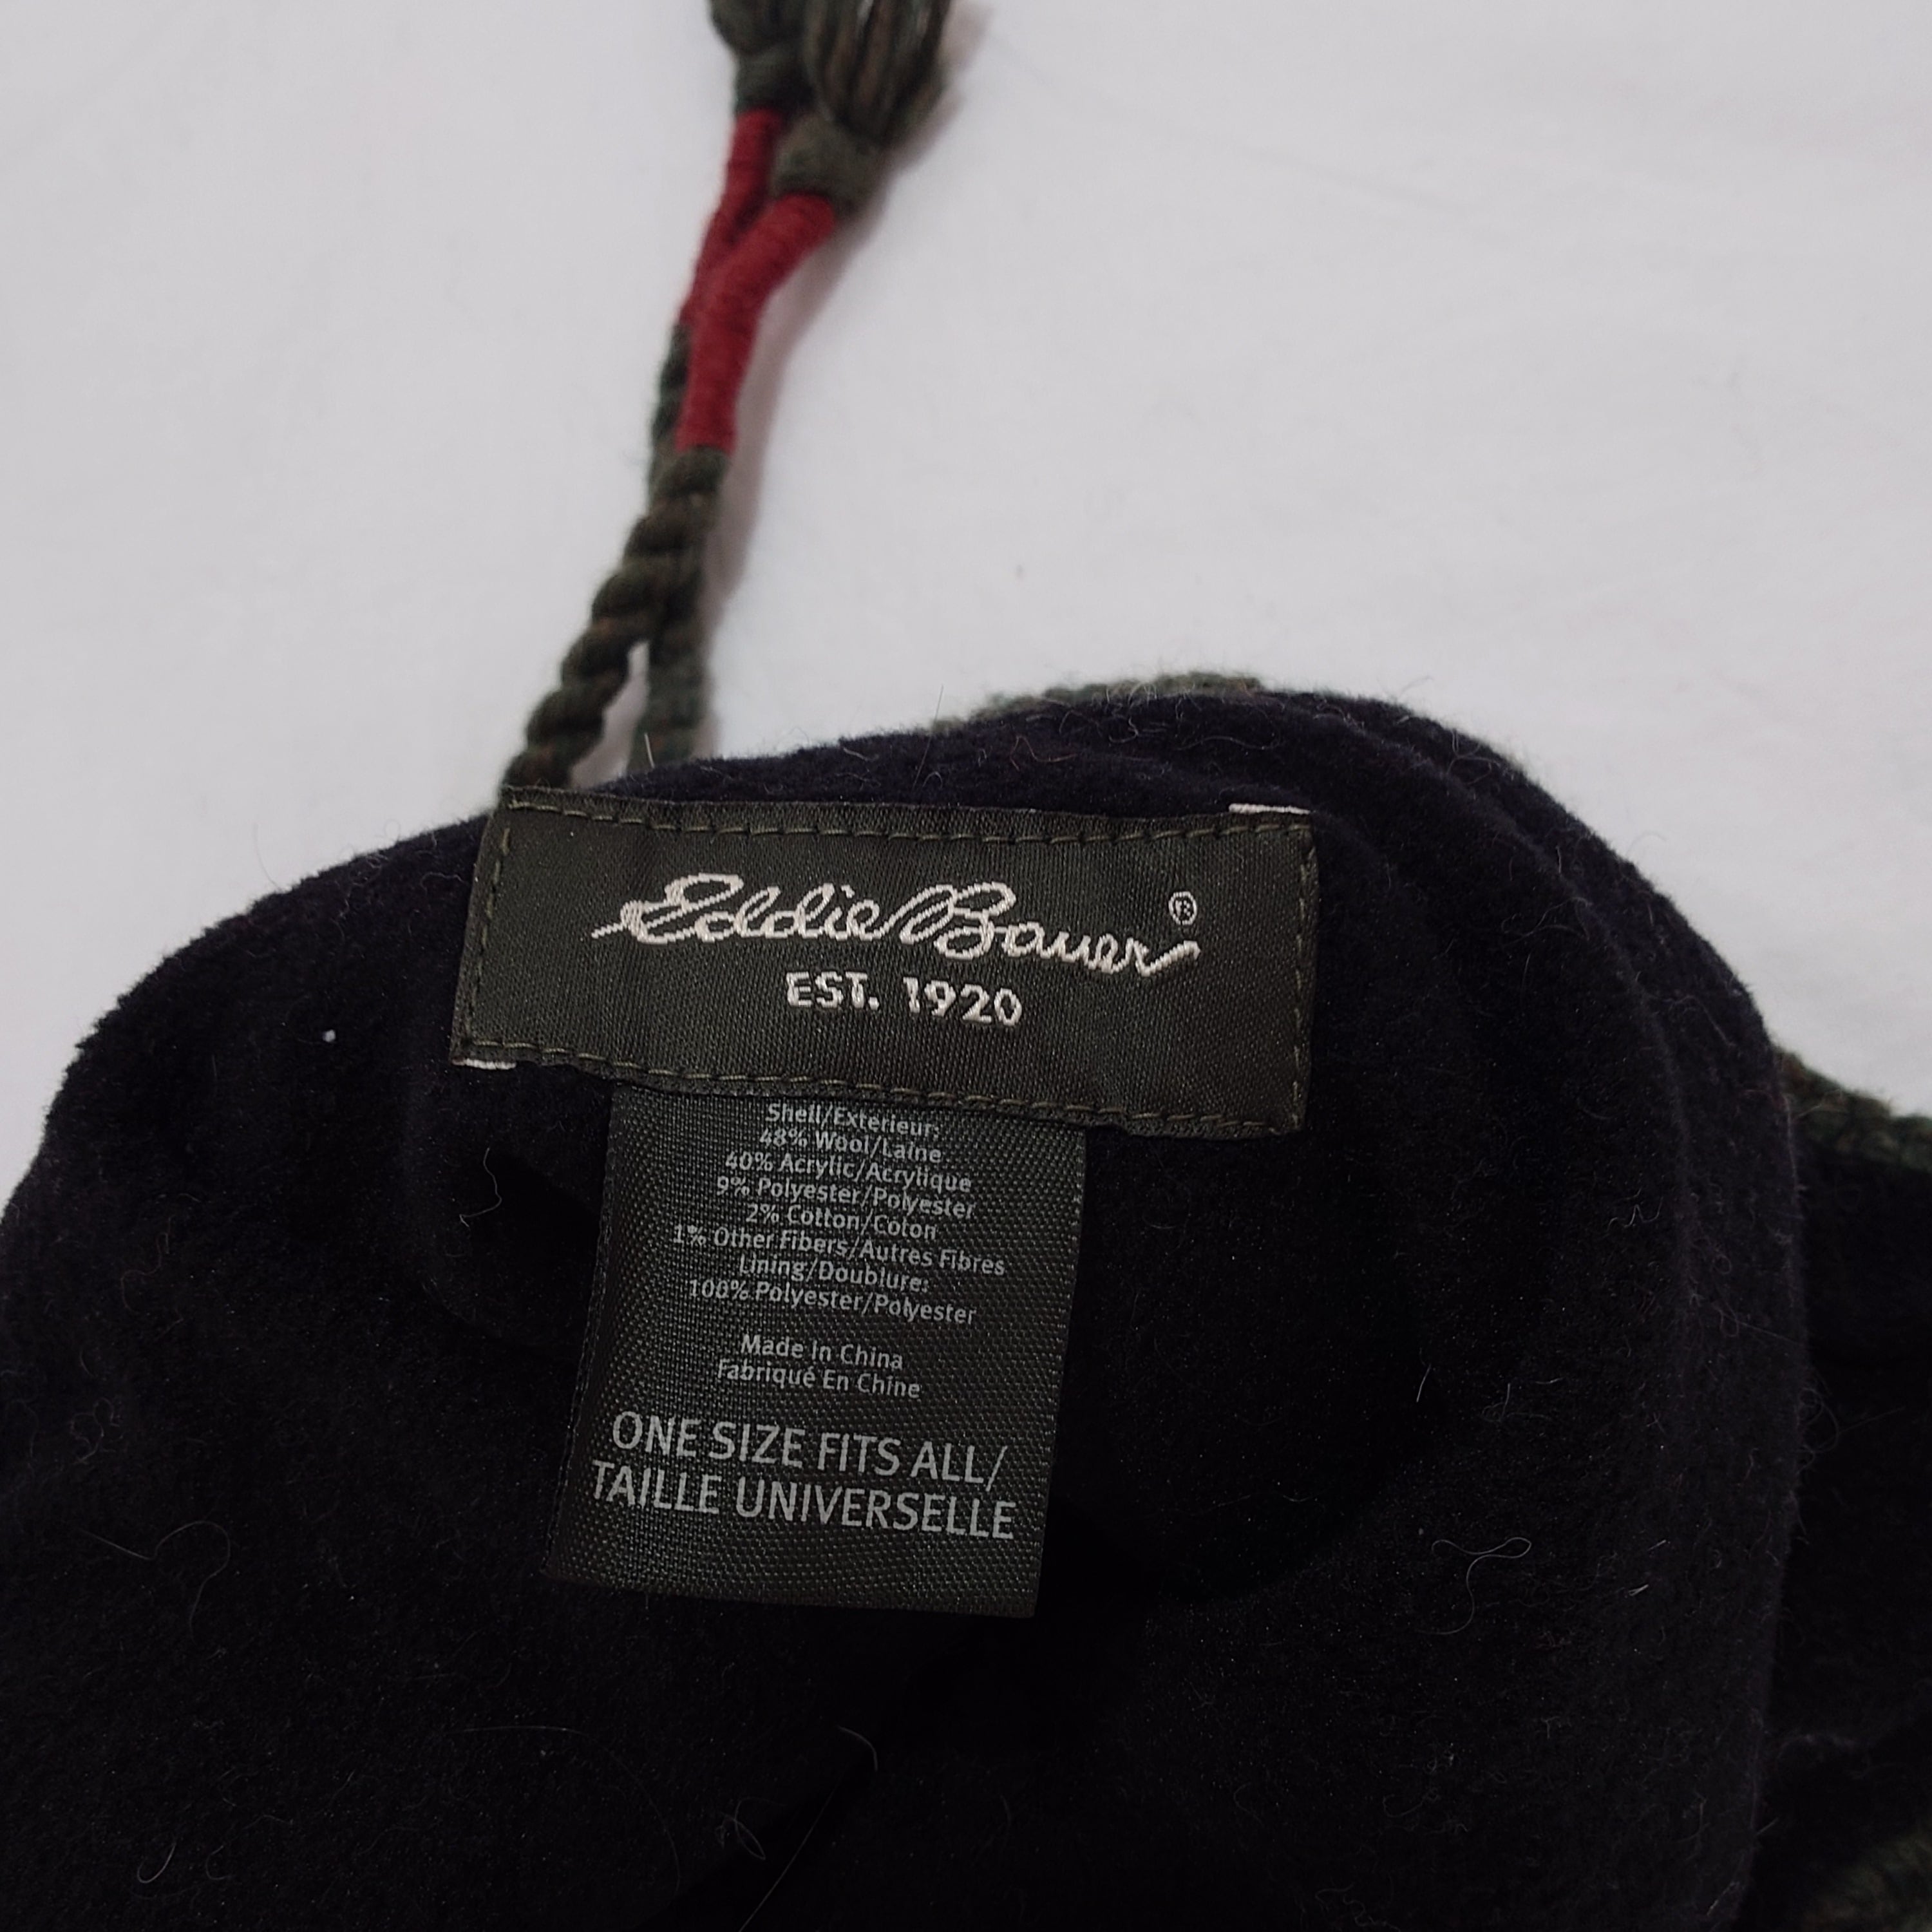 Eddie Bauer®
EST. 1920
Shell/Exterieur:
48% Wool/Laine
40% Acrylic/Acrylique
9% Polyester/Polyester
2% Cotton/Coton
1% Other Fibers/Autres Fibres
Lining/Doublure:
100% Polyester/Polyester
Made In China
Fabriqué En Chine
ONE SIZE FITS ALL/
TAILLE UNIVERSELLE